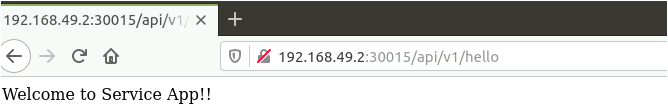 192.168.49.2:30015/api/v1/
192.168.49.2:30015/api/v1/hello
Welcome to Service App!!